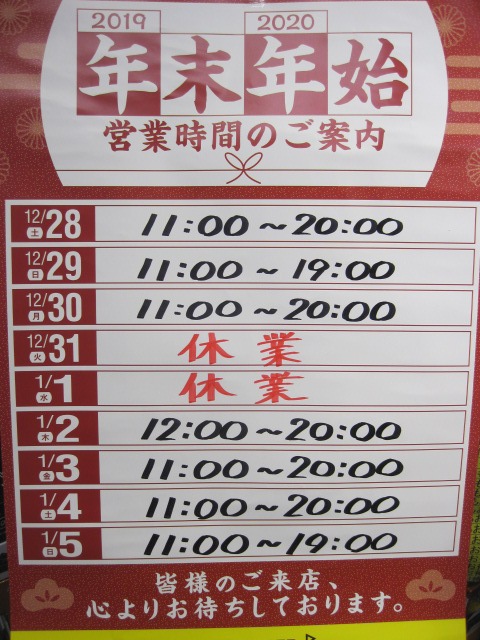 2019 2020
年末年始
営業時間のご案内
12/28 土 11:00~20:00
12/29 日 11:00~19:00
12/30 月 11:00~20:00
12/31 火 休業
1/1 水 休業
1/2 木 12:00~20:00
1/3 金 11:00~20:00
1/4 土 11:00~20:00
1/5 日 11:00~19:00
皆様のご来店、
心よりお待ちしております。